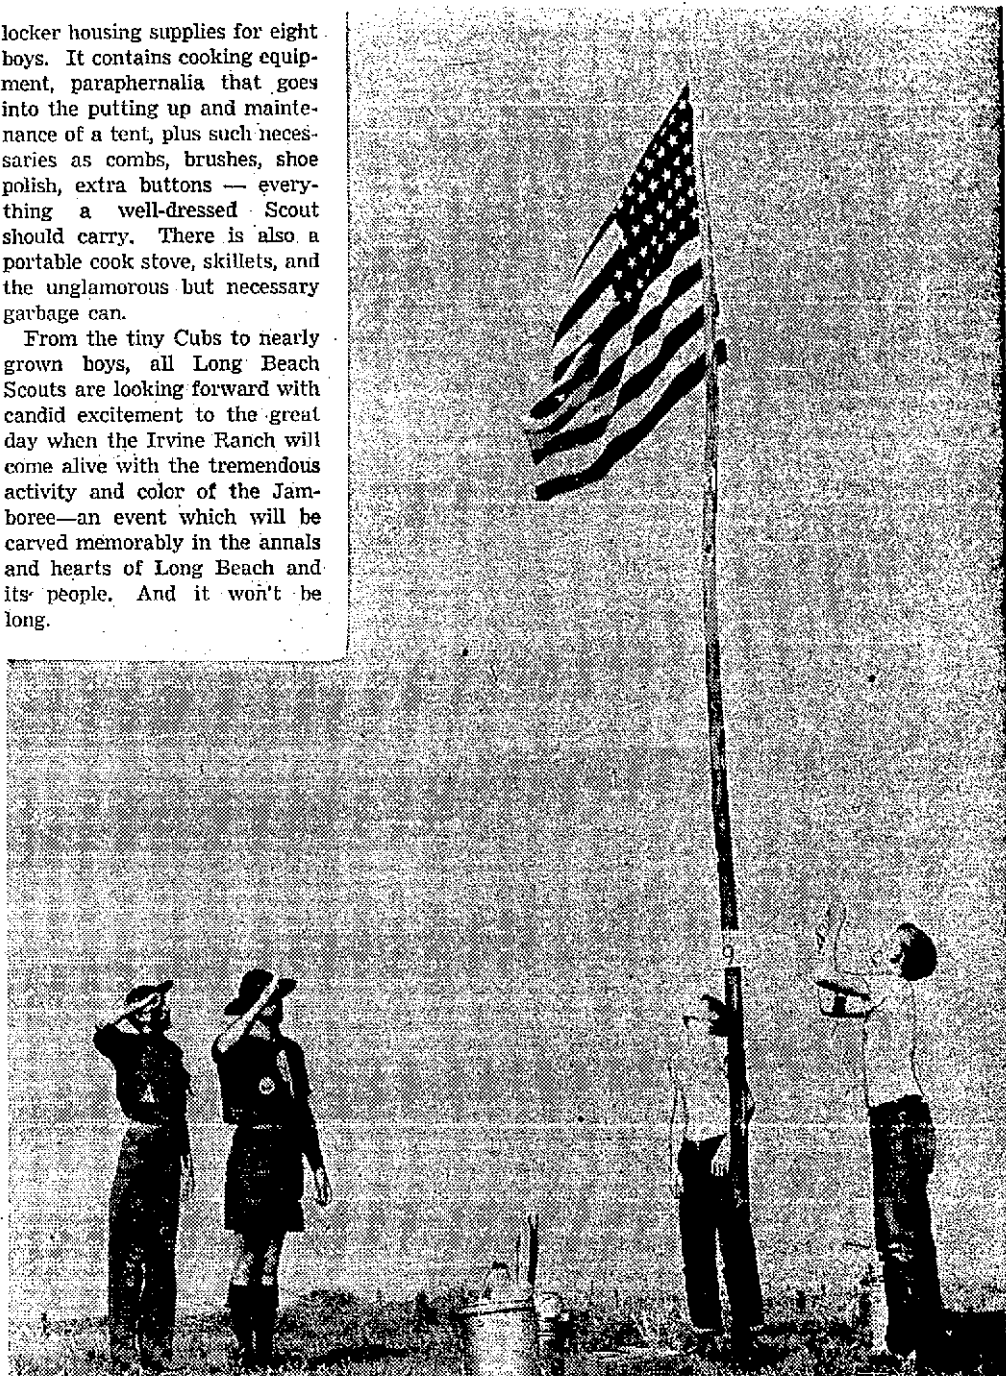 locker housing supplies for eight
boys. It contains cooking equip-
ment, paraphernalia that goes
into the putting up and mainte-
nance of a tent, plus such neces-
saries as combs, brushes, shoe
polish, extra buttons — every-
thing a well-dressed Scout
should carry. There is also a
portable cook stove, skillets, and
the unglamorous but necessary
garbage can.
From the tiny Cubs to nearly
grown boys, all Long Beach
Scouts are looking forward with
candid excitement to the great
day when the Irvine Ranch will
come alive with the tremendous
activity and color of the Jam-
boree—an event which will be
carved memorably in the annals
and hearts of Long Beach and
its people. And it won't be
long.